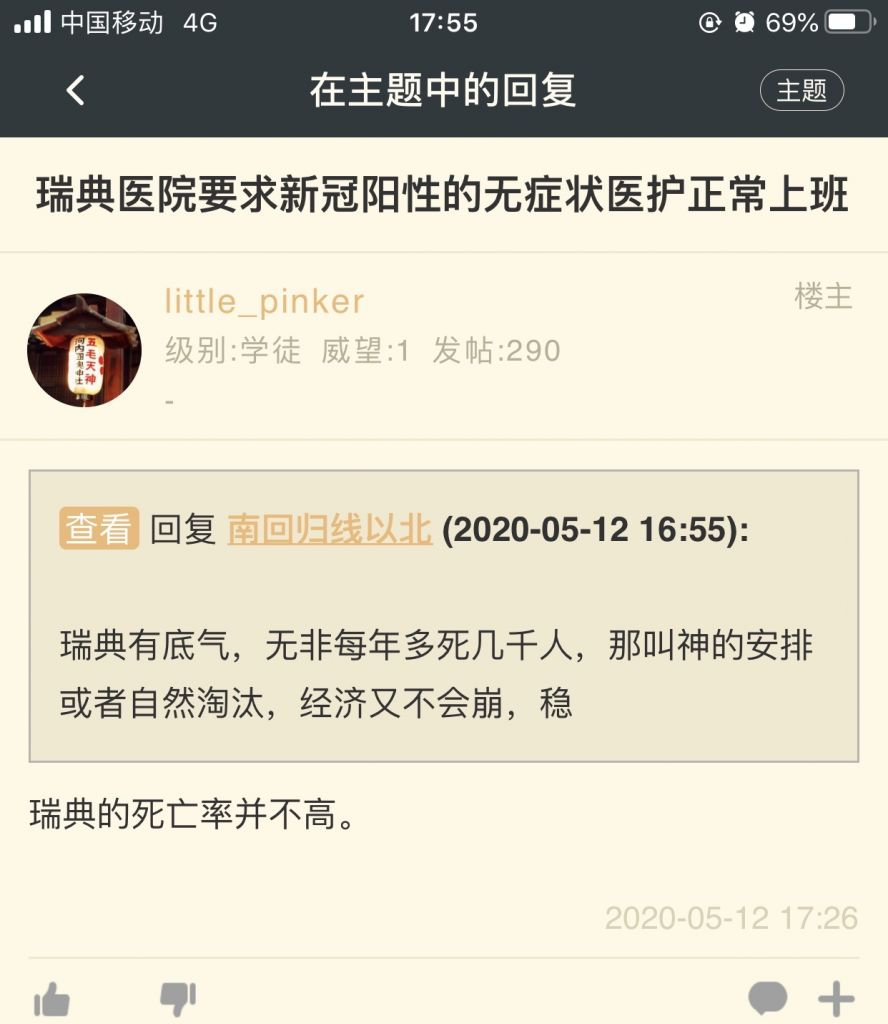 中国移动 4G 17:55 69%
在主题中的回复 主题
瑞典医院要求新冠阳性的无症状医护正常上班
little_pinker 楼主
级别:学徒 威望:1 发帖:290
五毛天神
-
查看 回复 南回归线以北 (2020-05-12 16:55):
瑞典有底气，无非每年多死几千人，那叫神的安排
或者自然淘汰，经济又不会崩，稳
瑞典的死亡率并不高。
2020-05-12 17:26